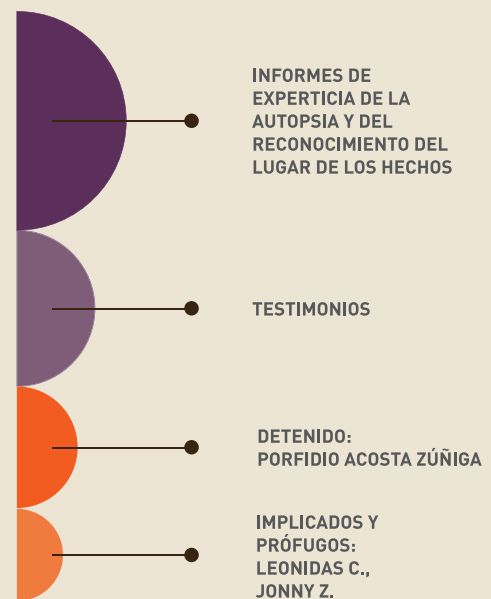 INFORMES DE
EXPERTICIA DE LA
AUTOPSIA Y DEL
RECONOCIMIENTO DEL
LUGAR DE LOS HECHOS
TESTIMONIOS
DETENIDO:
PORFIDIO ACOSTA ZÚÑIGA
IMPLICADOS Y
PRÓFUGOS:
LEONIDAS C.,
JONNY Z.